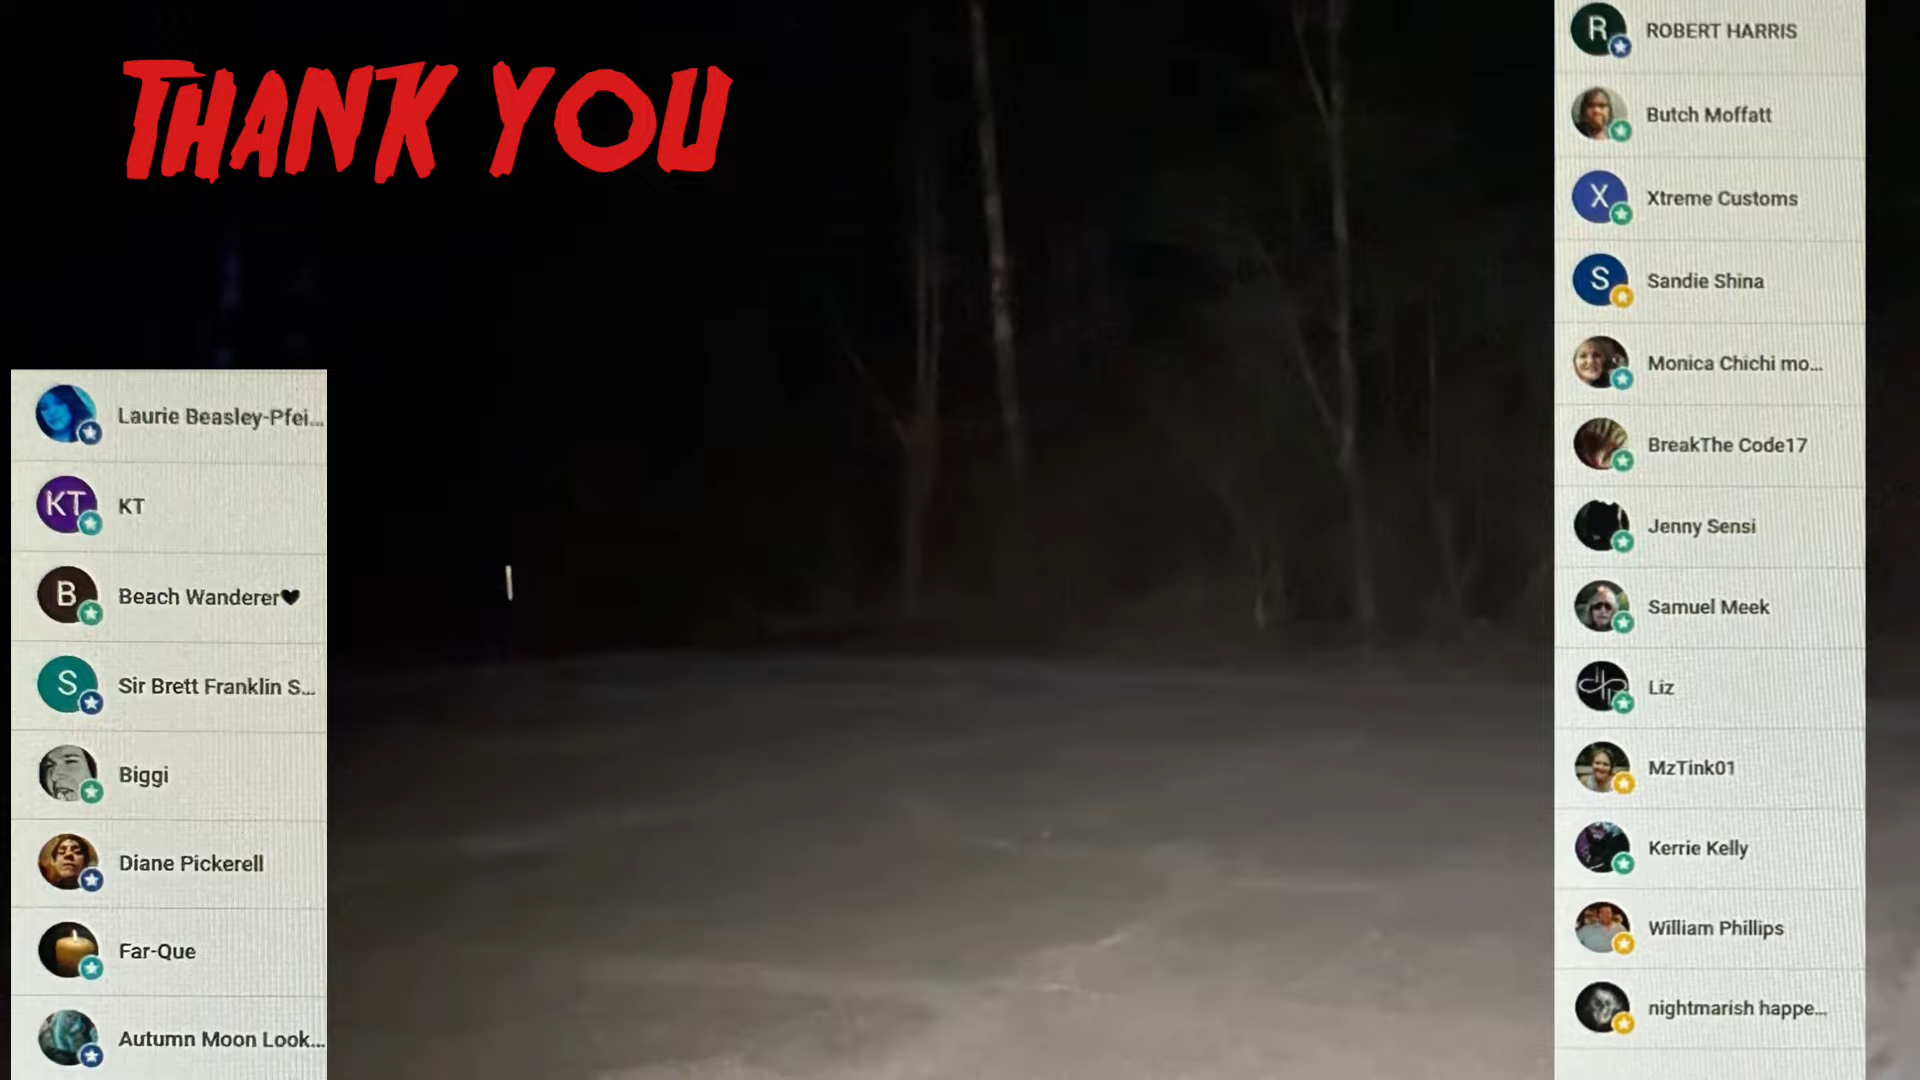 THANK YOU
Laurie Beasley-Pfei...
KT KT
B Beach Wanderer🖤
S Sir Brett Franklin S...
Biggi
Diane Pickerell
Far-Que
Autumn Moon Look...
R ROBERT HARRIS
Butch Moffatt
X Xtreme Customs
S Sandie Shina
Monica Chichi mo...
BreakThe Code17
Jenny Sensi
Samuel Meek
Liz
MzTink01
Kerrie Kelly
William Phillips
nightmarish happe...